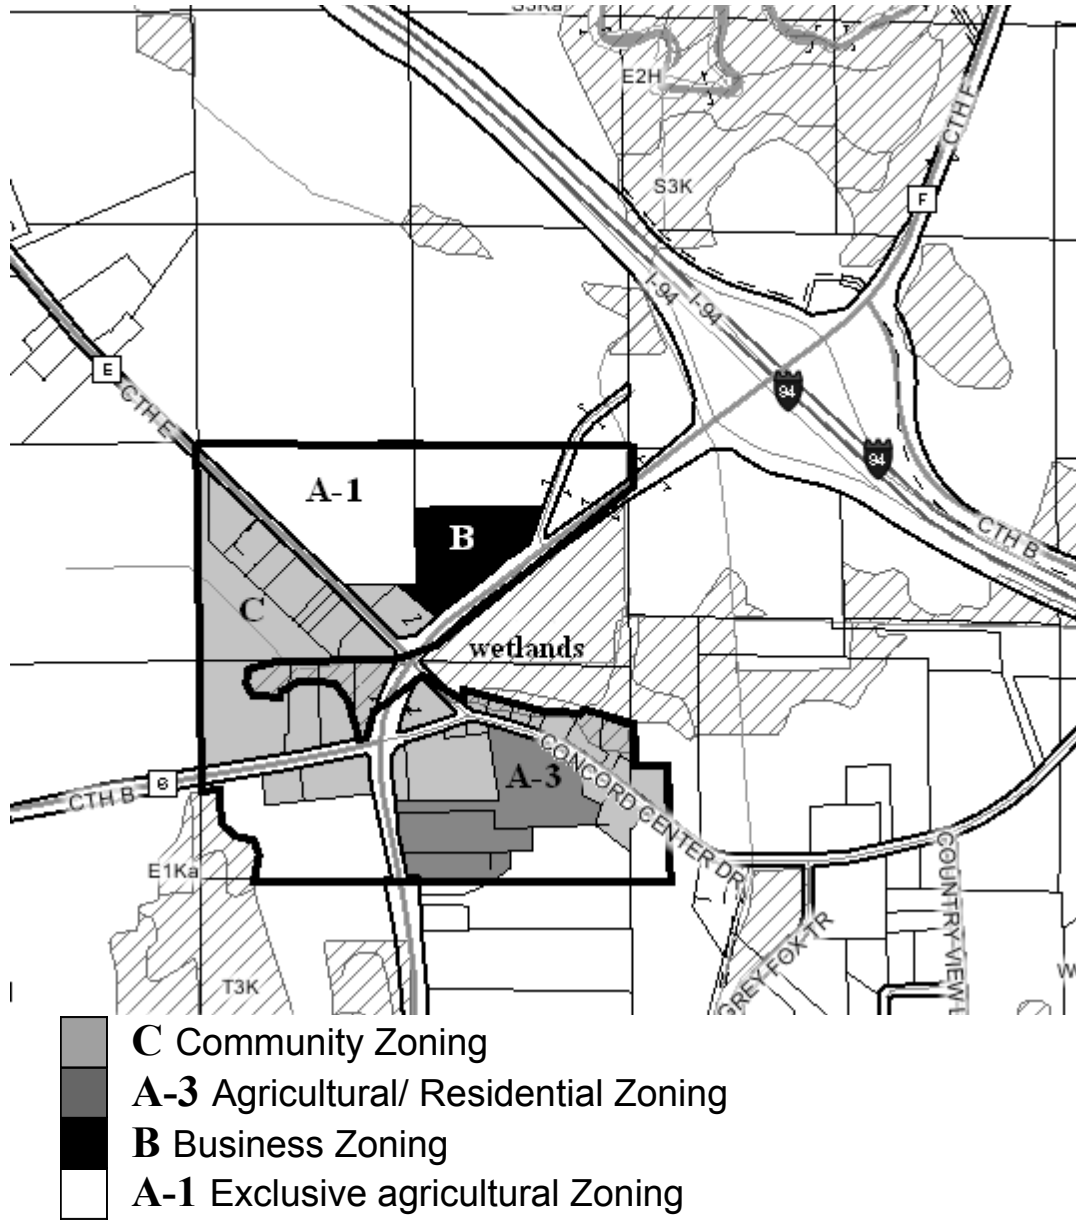 E2H
CTH F
S3K
F
I-94
I-94
E
94
CTH E
94
A-1
B
CTH B
C
wetlands
A-3
CONCORD CENTER DR
6
CTH B
COUNTRY VIEW
E1Ka
GREY FOX TR
T3K
W
C Community Zoning
A-3 Agricultural/ Residential Zoning
B Business Zoning
A-1 Exclusive agricultural Zoning